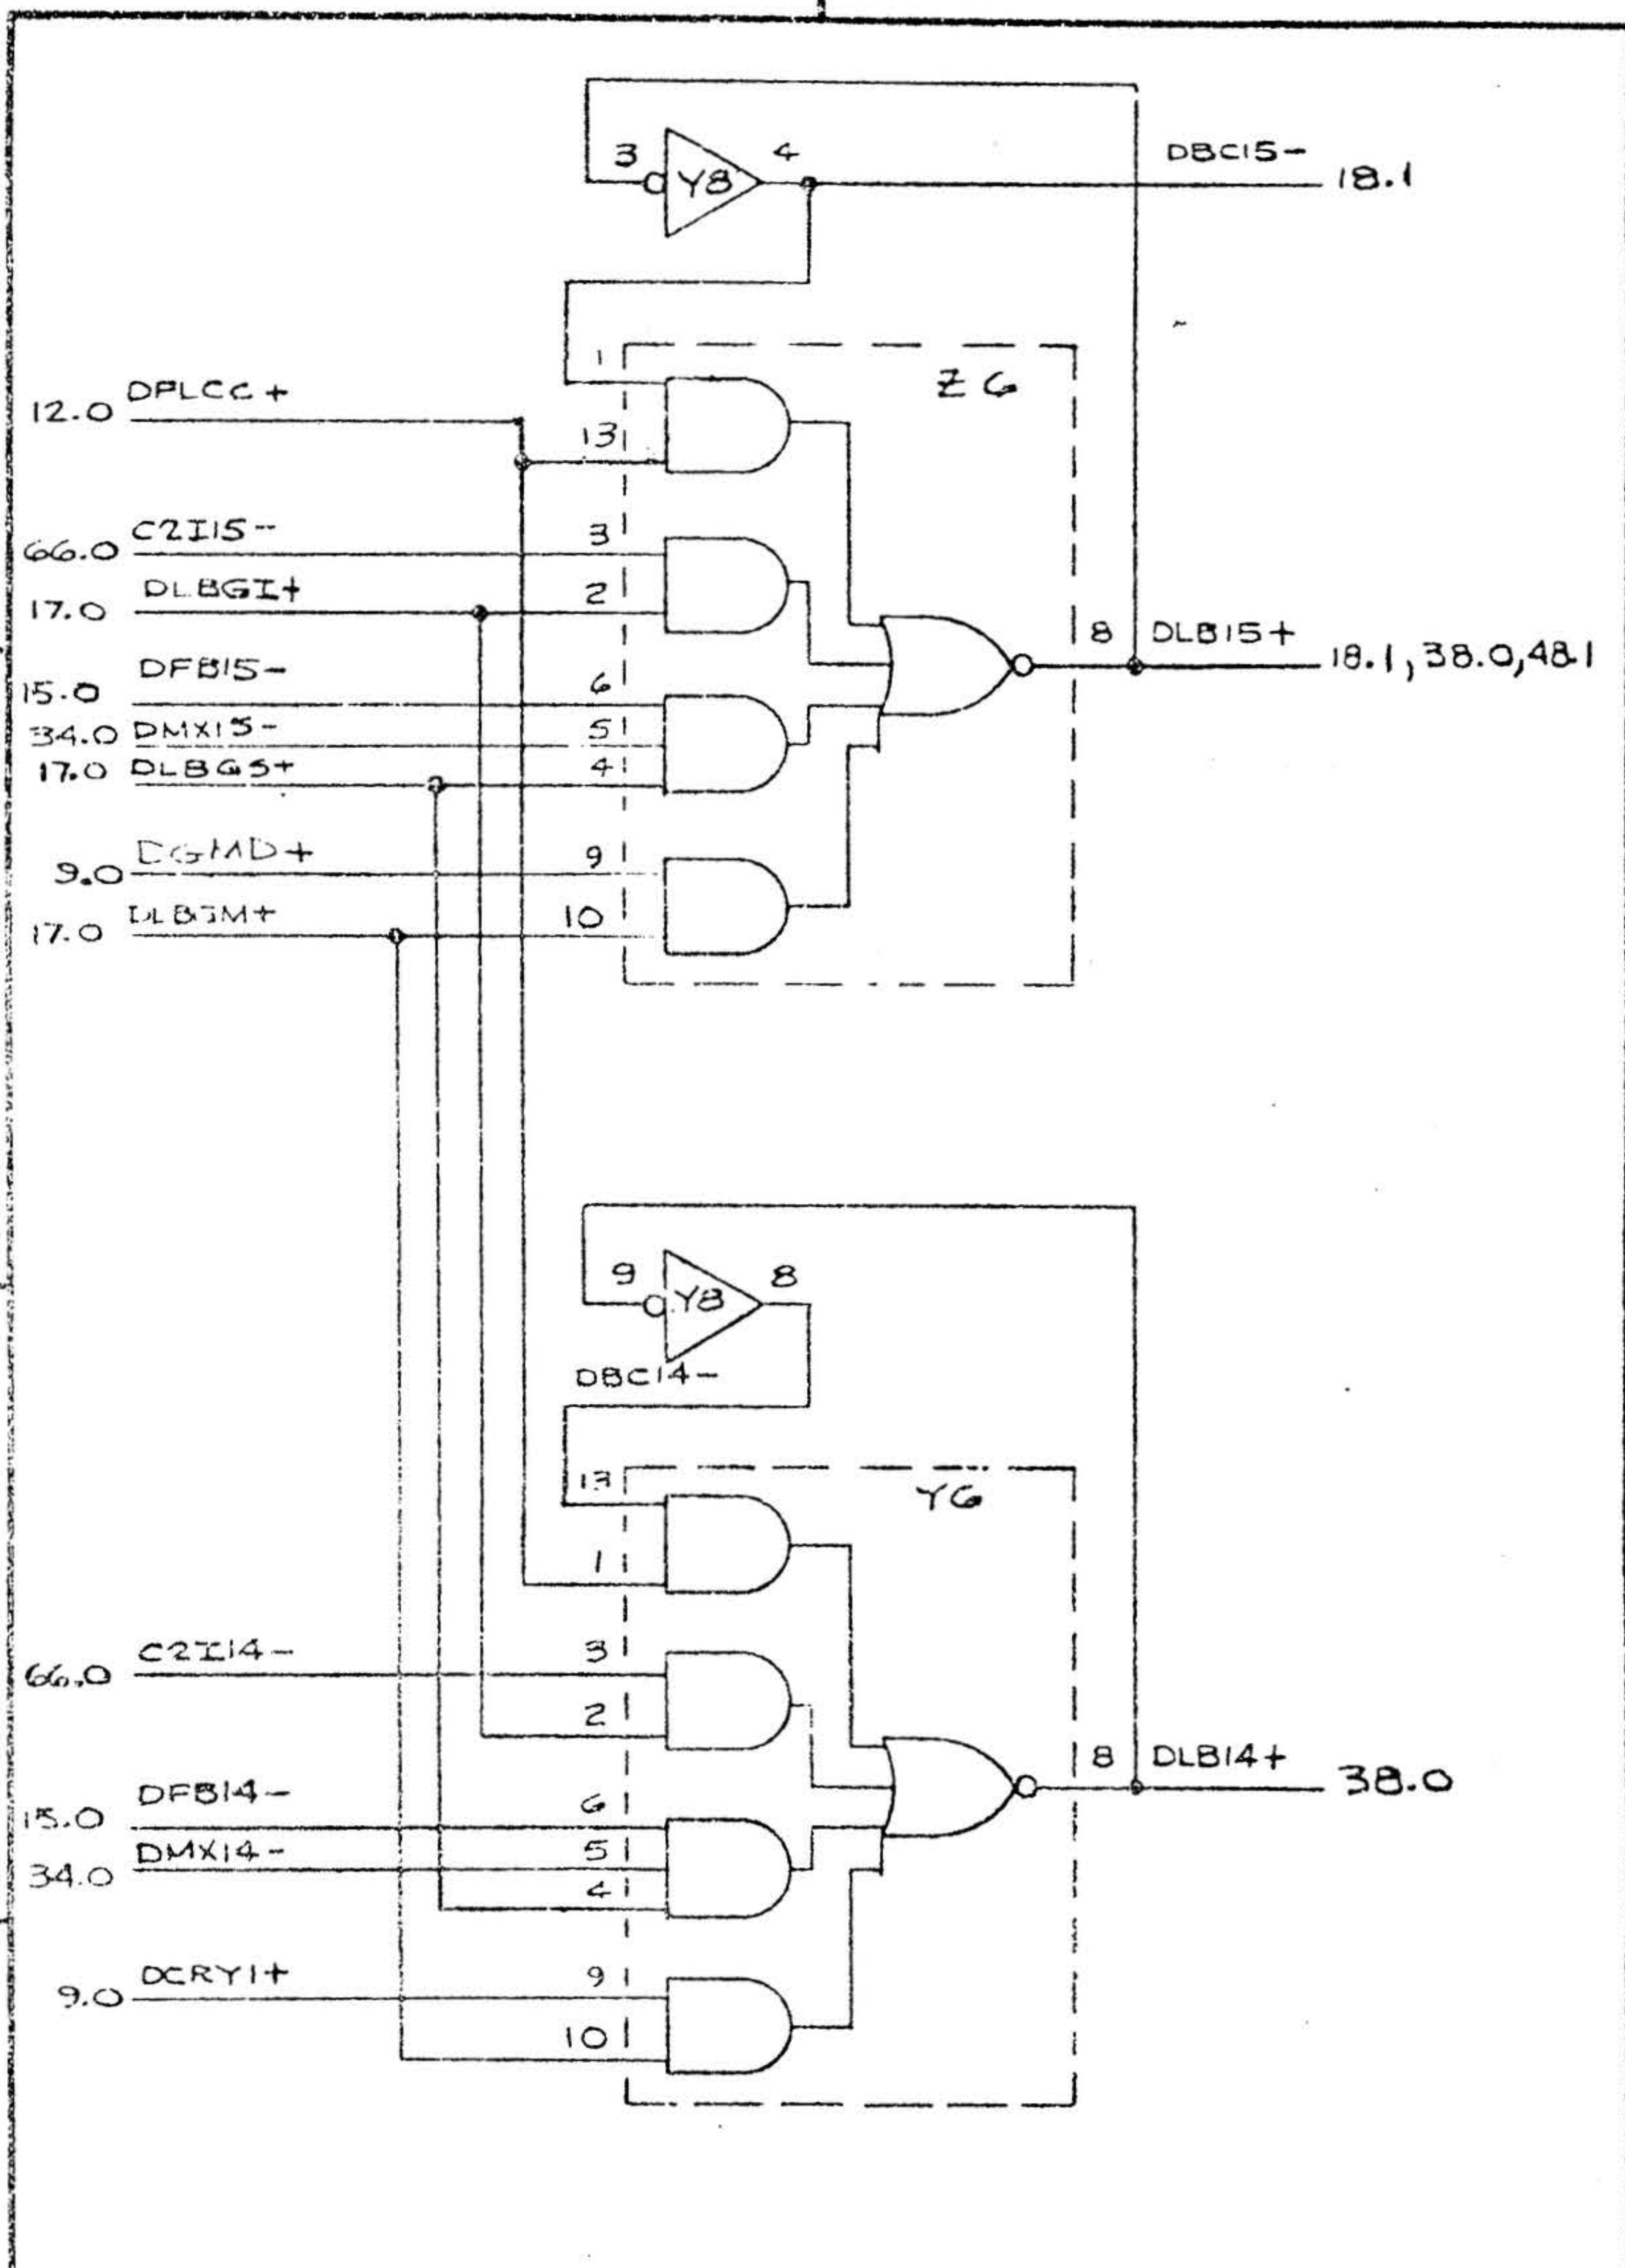 3 Y8 4
DBC15-
18.1
1
Z6
12.0 DPLCC+
13
66.0 C2I15-
3
17.0 DLBGI+
2
8 DLB15+
18.1, 38.0, 48.1
15.0 DFB15-
6
34.0 DMX15-
5
17.0 DLBGS+
4
9.0 DGMD+
9
17.0 DLBGM+
10
9 Y8 8
DBC14-
13
Y6
1
66.0 C2I14-
3
2
8 DLB14+
38.0
15.0 DFB14-
6
34.0 DMX14-
5
4
9.0 DCRY1+
9
10